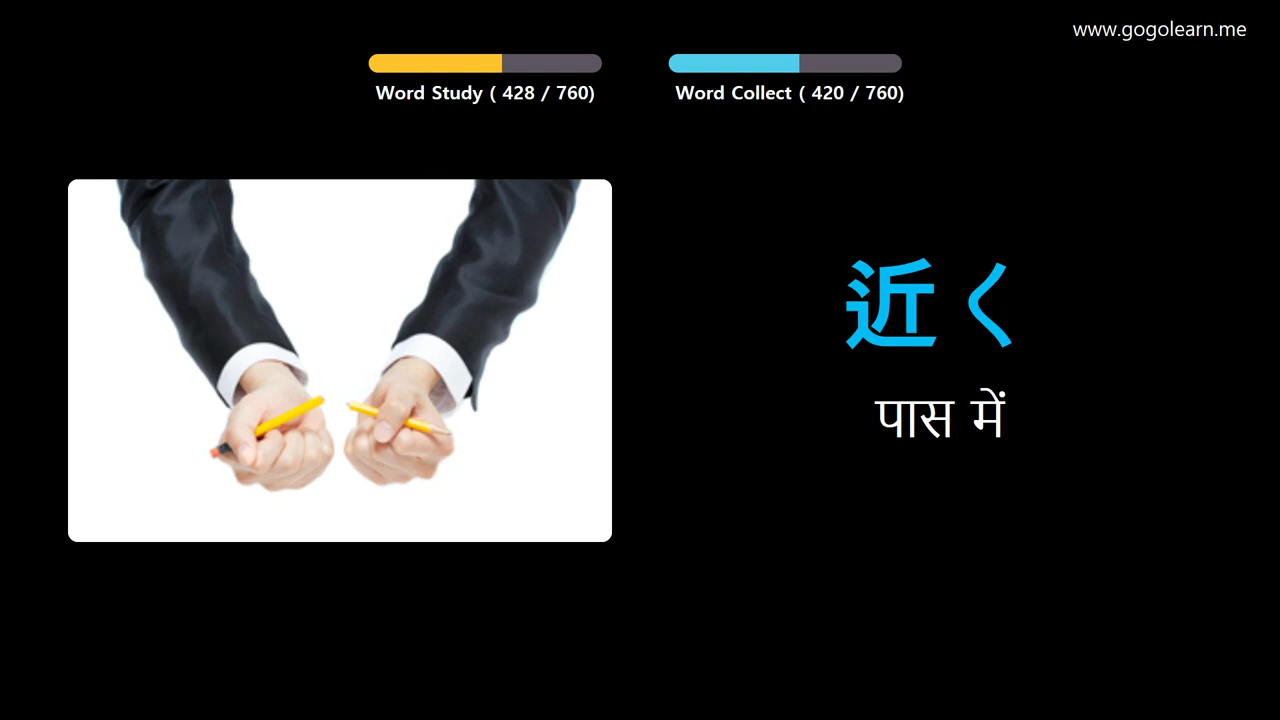 www.gogolearn.me
Word Study ( 428 / 760)
Word Collect ( 420 / 760)
近く
पास में